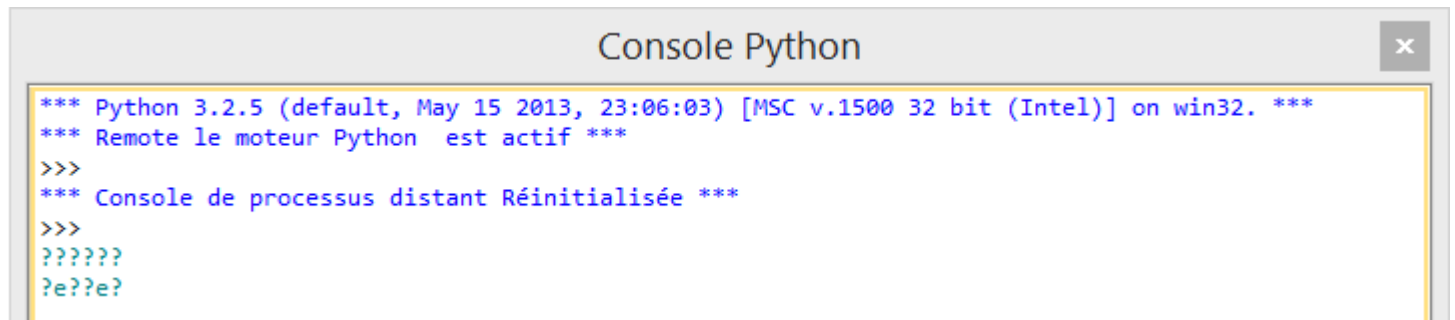 Console Python
×
*** Python 3.2.5 (default, May 15 2013, 23:06:03) [MSC v.1500 32 bit (Intel)] on win32. ***
*** Remote le moteur Python  est actif ***
>>>
*** Console de processus distant Réinitialisée ***
>>>
??????
?e??e?